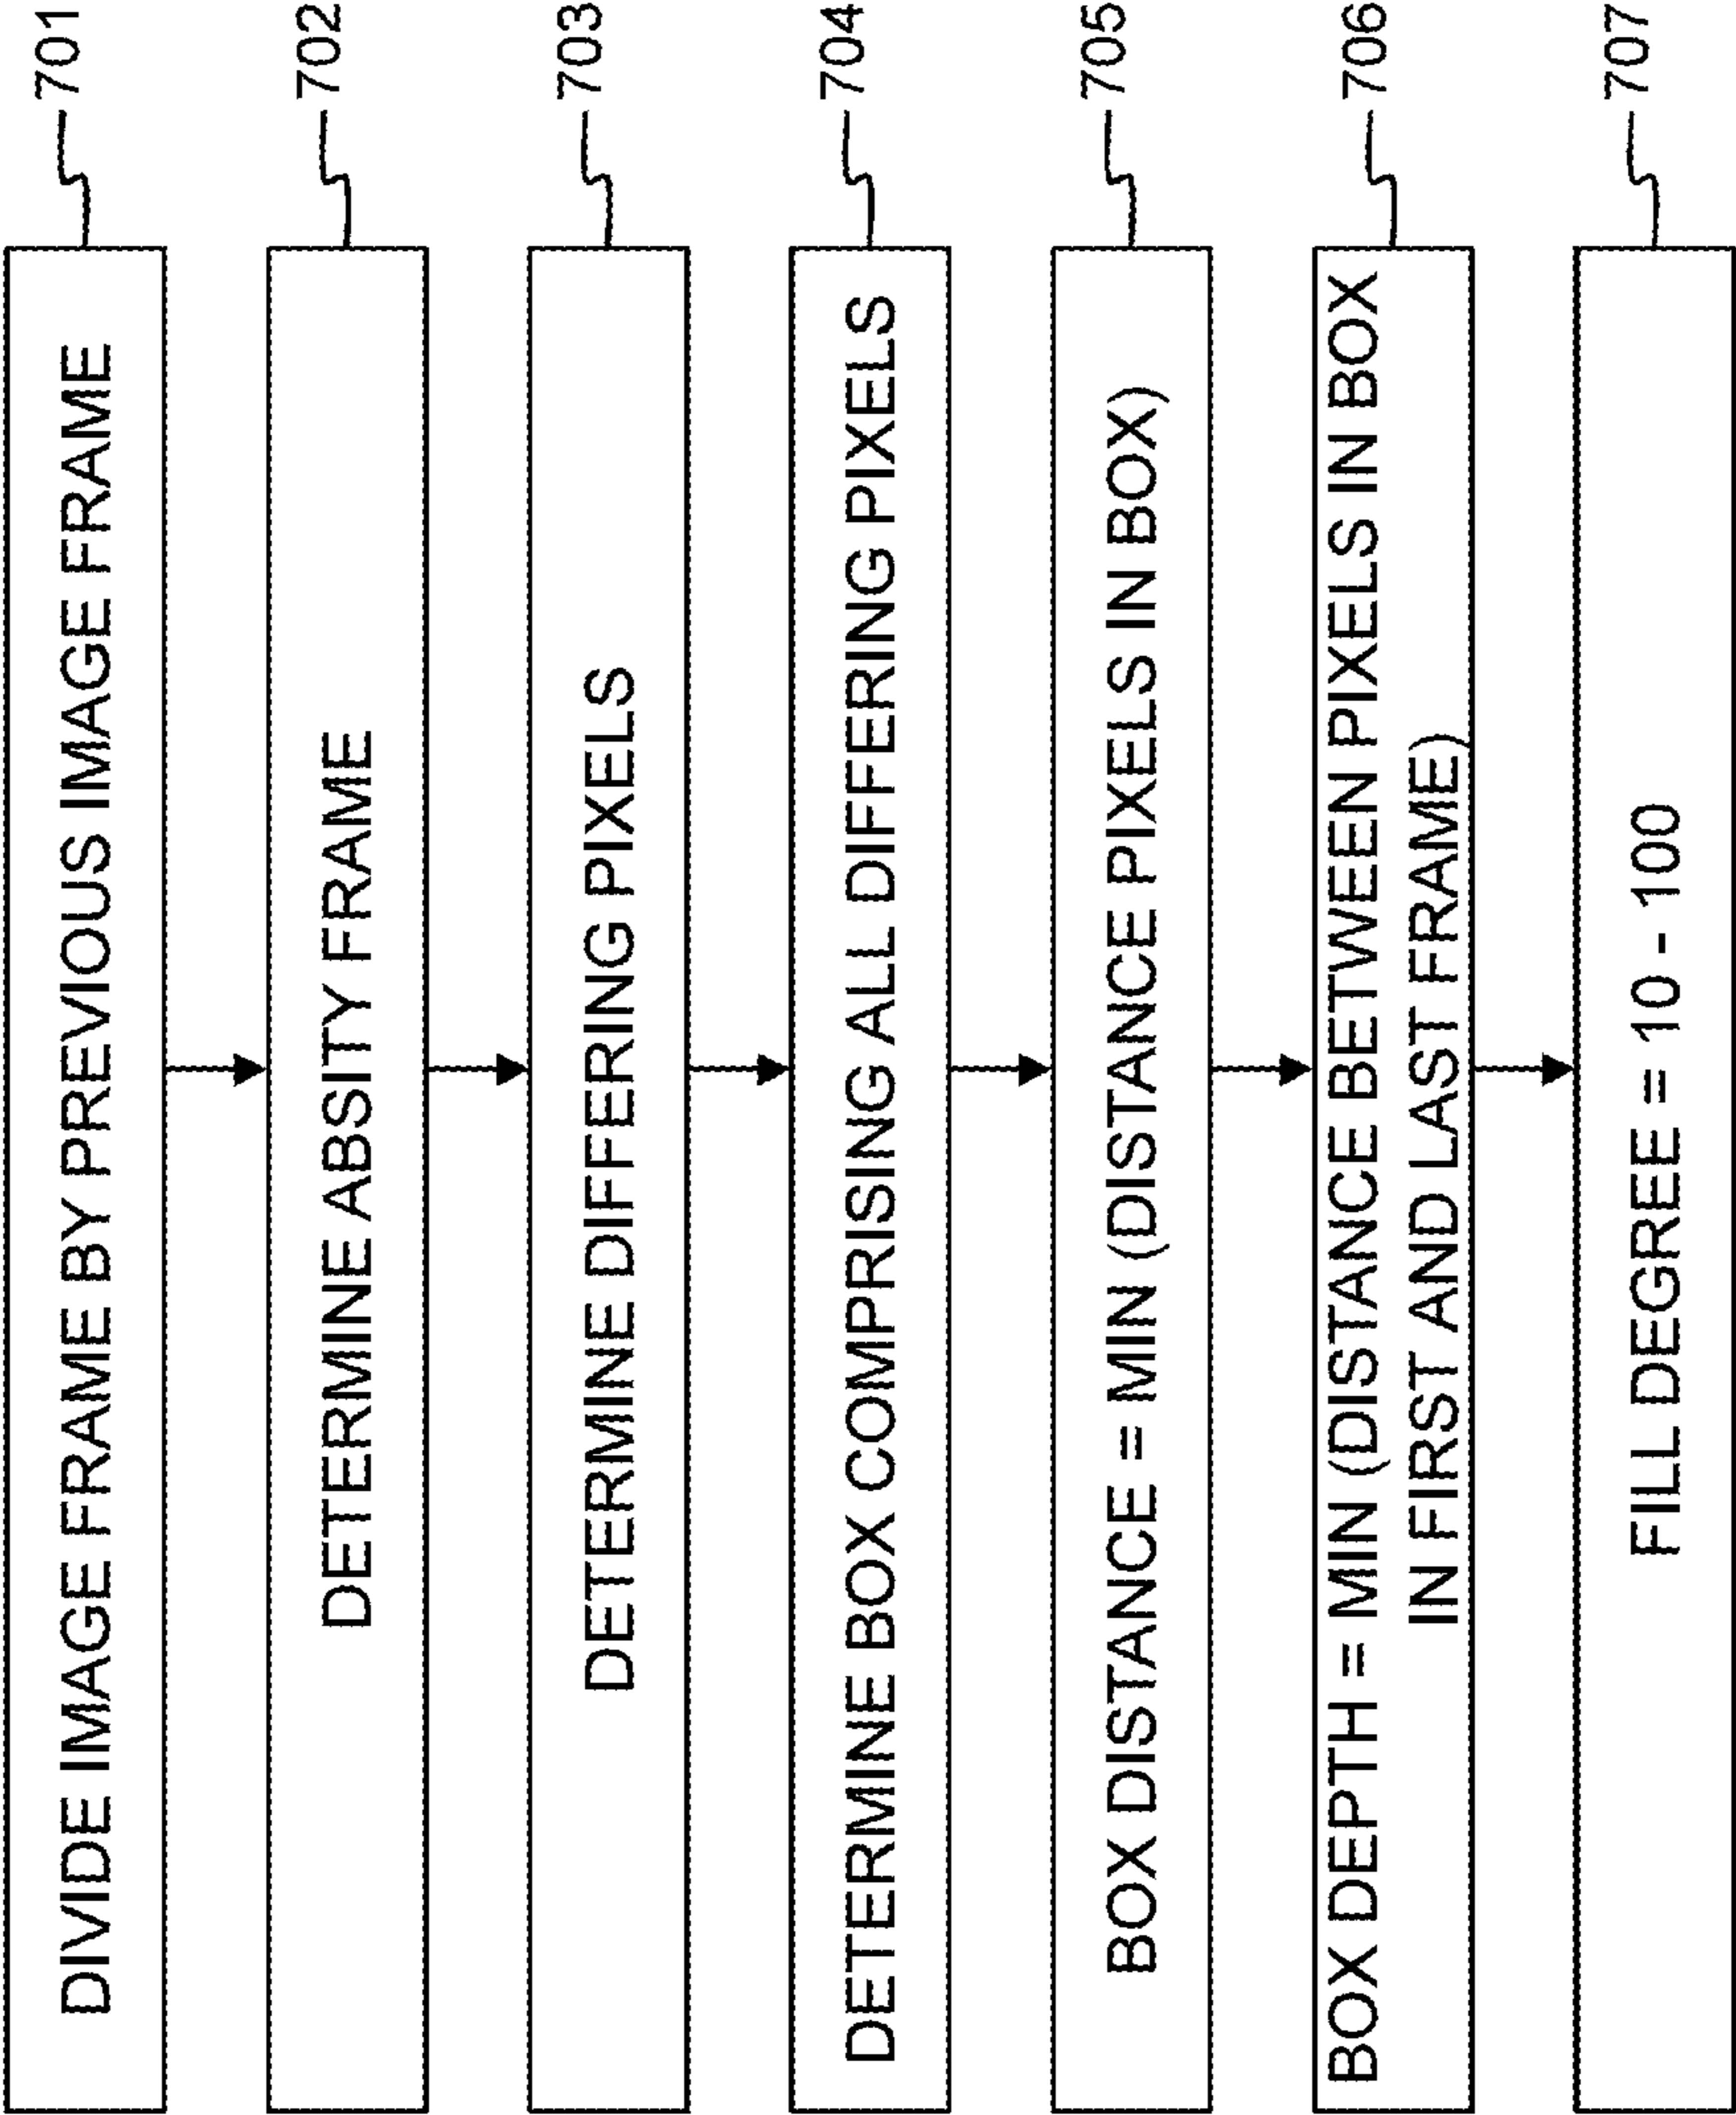 DIVIDE IMAGE FRAME BY PREVIOUS IMAGE FRAME
701
DETERMINE ABSITY FRAME
702
DETERMINE DIFFERING PIXELS
703
DETERMINE BOX COMPRISING ALL DIFFERING PIXELS
704
BOX DISTANCE = MIN (DISTANCE PIXELS IN BOX)
705
BOX DEPTH = MIN (DISTANCE BETWEEN PIXELS IN BOX
IN FIRST AND LAST FRAME)
706
FILL DEGREE = 10 - 100
707